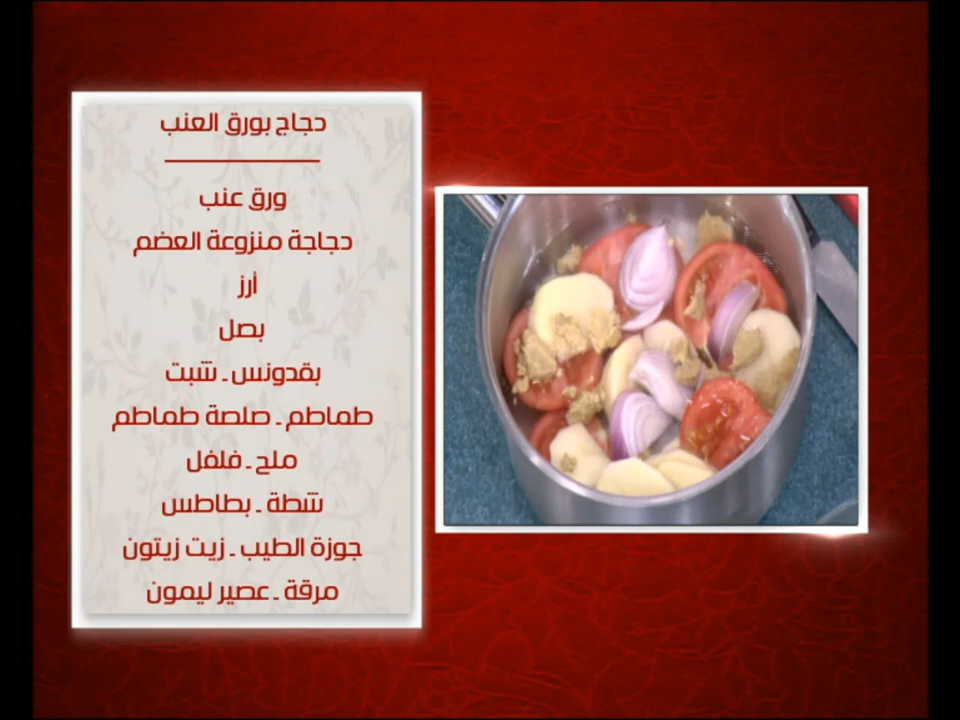 دجاج بورق العنب
ورق عنب
دجاجة منزوعة العضم
أرز
بصل
بقدونس - شبت
طماطم - صلصة طماطم
ملح - فلفل
شطة - بطاطس
جوزة الطيب - زيت زيتون
مرقة - عصير ليمون